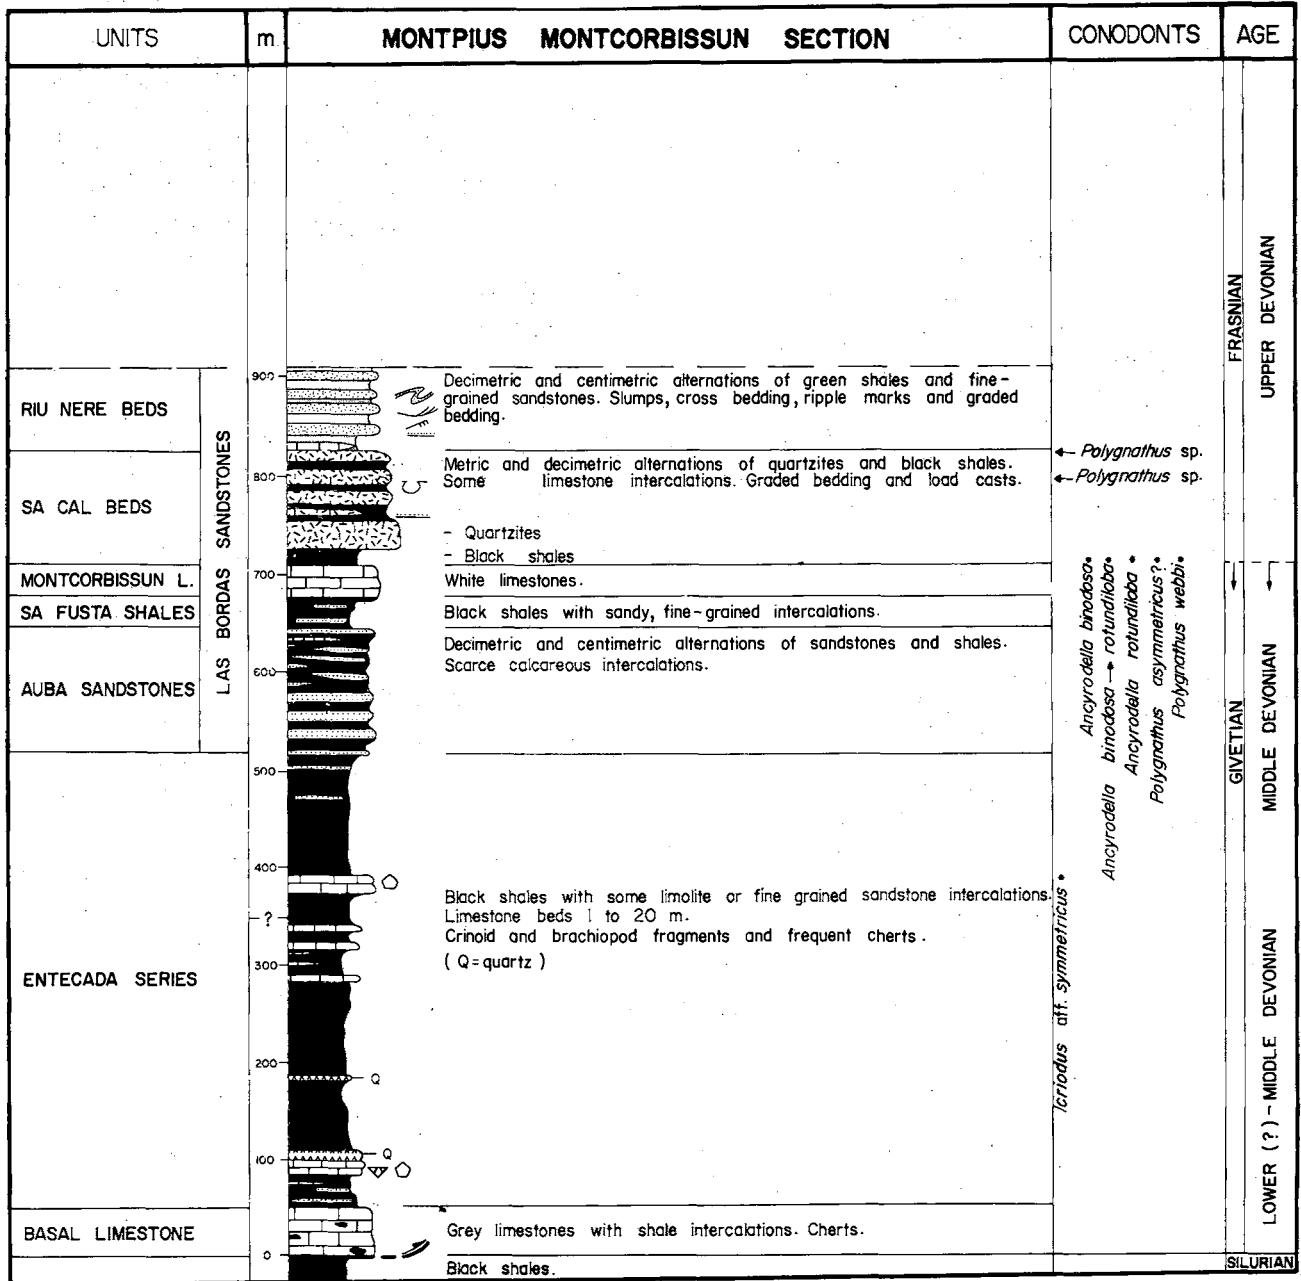 UNITS
m
MONTPIUS MONTCORBISSUN SECTION
CONODONTS
AGE
900
800
700
600
500
400
?
300
200
100
0
RIU NERE BEDS
SA CAL BEDS
MONTCORBISSUN L.
SA FUSTA SHALES
AUBA SANDSTONES
LAS BORDAS SANDSTONES
ENTECADA SERIES
BASAL LIMESTONE
Q
Q
Decimetric and centimetric alternations of green shales and fine-
grained sandstones. Slumps, cross bedding, ripple marks and graded
bedding.
Metric and decimetric alternations of quartzites and black shales.
Some limestone intercalations. Graded bedding and load casts.
- Quartzites
- Black shales
White limestones.
Black shales with sandy, fine-grained intercalations.
Decimetric and centimetric alternations of sandstones and shales.
Scarce calcareous intercalations.
Black shales with some limolite or fine grained sandstone intercalations.
Limestone beds 1 to 20 m.
Crinoid and brachiopod fragments and frequent cherts.
( Q = quartz )
Grey limestones with shale intercalations. Cherts.
Black shales.
← Polygnathus sp.
← Polygnathus sp.
Icriodus aff. symmetricus •
Ancyrodella binodosa •
Ancyrodella binodosa → rotundiloba •
Ancyrodella rotundiloba •
Polygnathus asymmetricus? •
Polygnathus webbi •
FRASNIAN
GIVETIAN
UPPER DEVONIAN
MIDDLE DEVONIAN
LOWER (?) - MIDDLE DEVONIAN
SILURIAN